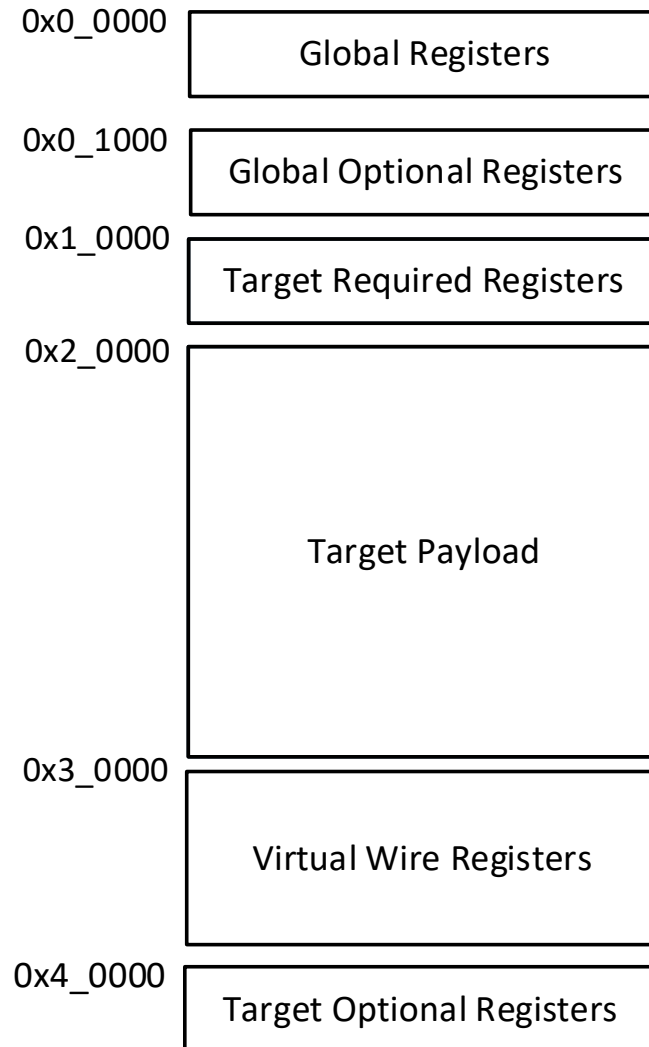 0x0_0000
Global Registers
0x0_1000
Global Optional Registers
0x1_0000
Target Required Registers
0x2_0000
Target Payload
0x3_0000
Virtual Wire Registers
0x4_0000
Target Optional Registers